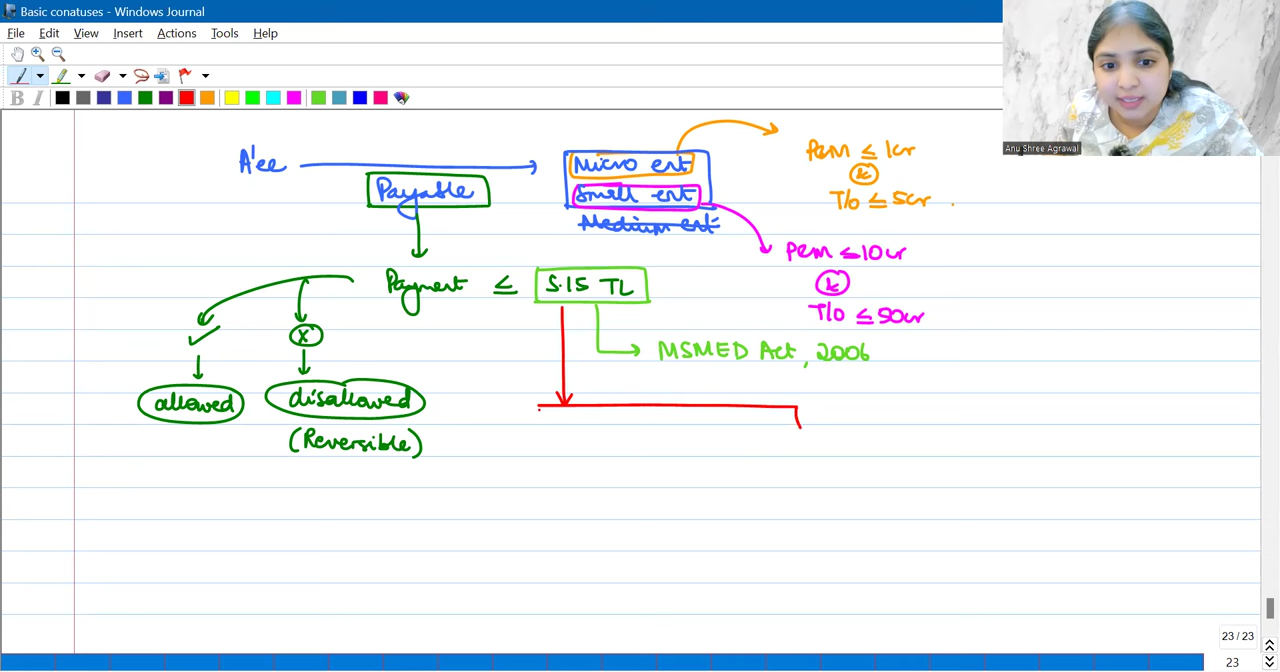 Basic conatuses - Windows Journal
File Edit View Insert Actions Tools Help
B I
Anu Shree Agrawal
A'ee
Payable
Micro ent
Small ent
Medium ent
P&M ≤ 1cr
&
T/o ≤ 5cr
P&M ≤ 10cr
&
T/o ≤ 50cr
Payment ≤ S.15 TL
MSMED Act, 2006
x
allowed
disallowed
(Reversible)
23 / 23
23